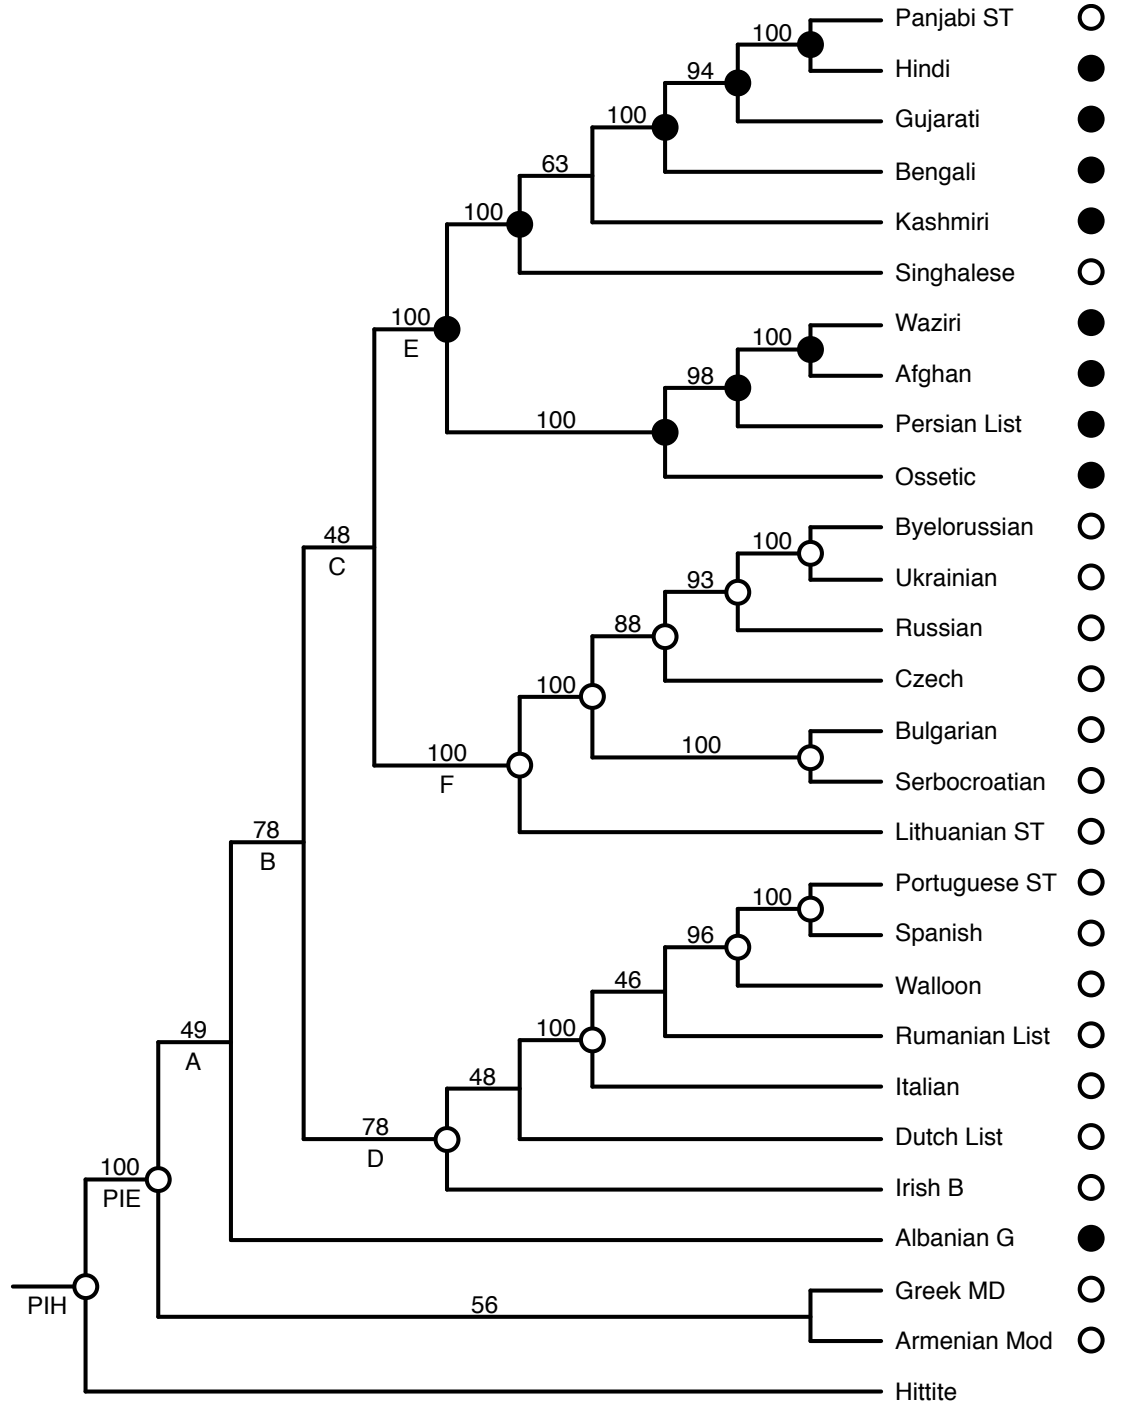 Panjabi ST
100
Hindi
94
Gujarati
100
Bengali
63
Kashmiri
100
Singhalese
100
E
Waziri
100
Afghan
98
Persian List
100
Ossetic
48
C
Byelorussian
100
Ukrainian
93
Russian
88
Czech
100
Bulgarian
100
Serbocroatian
100
F
Lithuanian ST
78
B
Portuguese ST
100
Spanish
96
Walloon
46
Rumanian List
100
49
A
Italian
48
Dutch List
78
D
Irish B
100
PIE
Albanian G
Greek MD
PIH
56
Armenian Mod
Hittite